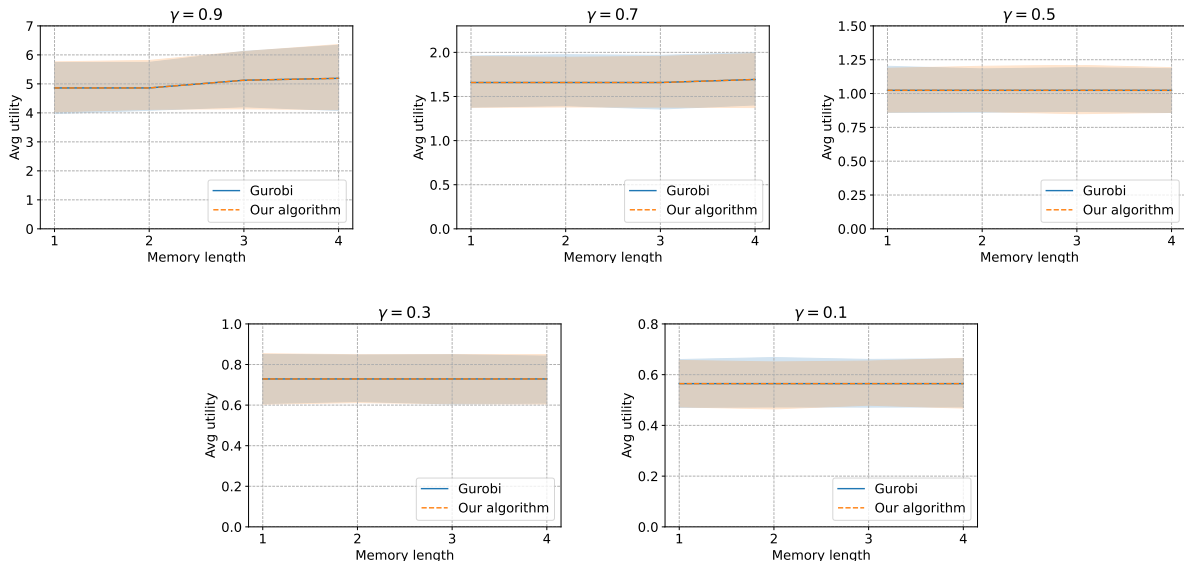 γ = 0.9
7
6
5
4
3
2
1
0
Avg utility
Gurobi
Our algorithm
1 2 3 4
Memory length
γ = 0.7
2.0
1.5
1.0
0.5
0.0
Avg utility
Gurobi
Our algorithm
1 2 3 4
Memory length
γ = 0.5
1.50
1.25
1.00
0.75
0.50
0.25
0.00
Avg utility
Gurobi
Our algorithm
1 2 3 4
Memory length
γ = 0.3
1.0
0.8
0.6
0.4
0.2
0.0
Avg utility
Gurobi
Our algorithm
1 2 3 4
Memory length
γ = 0.1
0.8
0.6
0.4
0.2
0.0
Avg utility
Gurobi
Our algorithm
1 2 3 4
Memory length